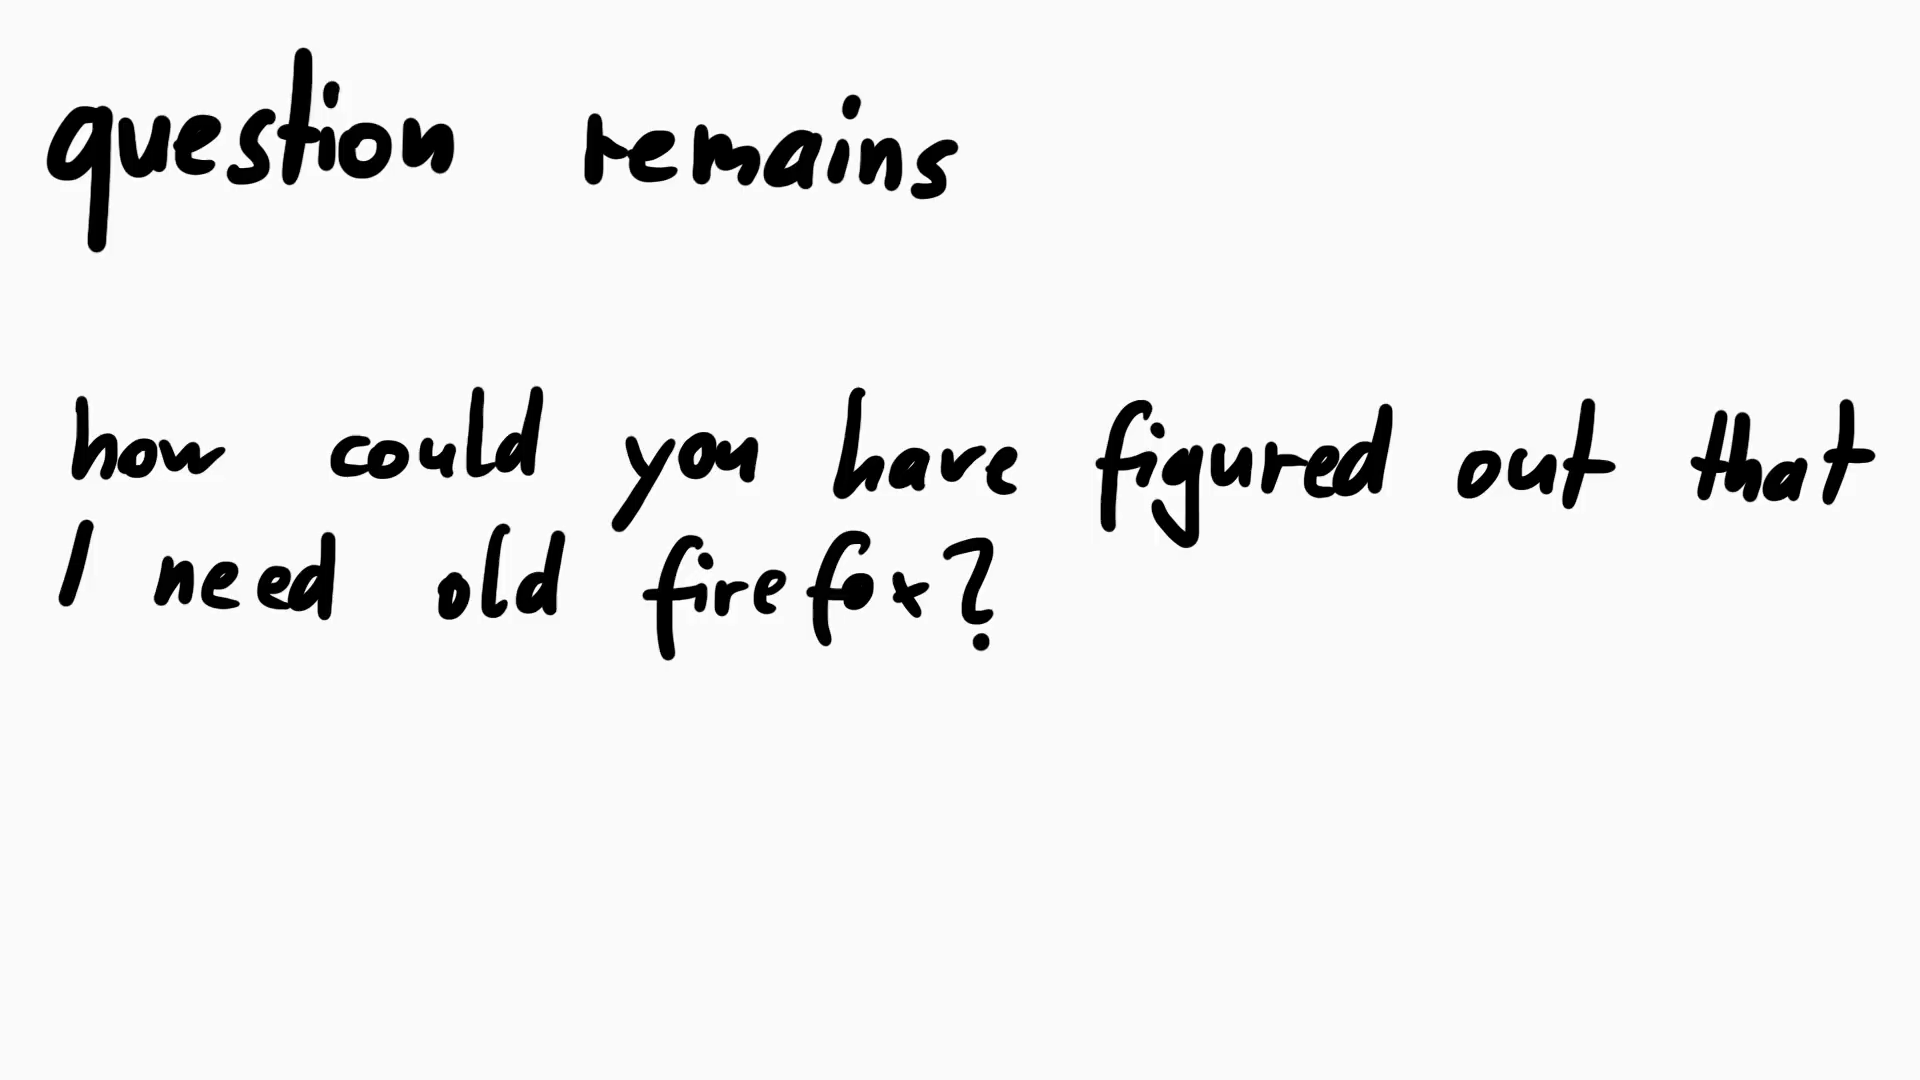 question remains
how could you have figured out that
I need old firefox?